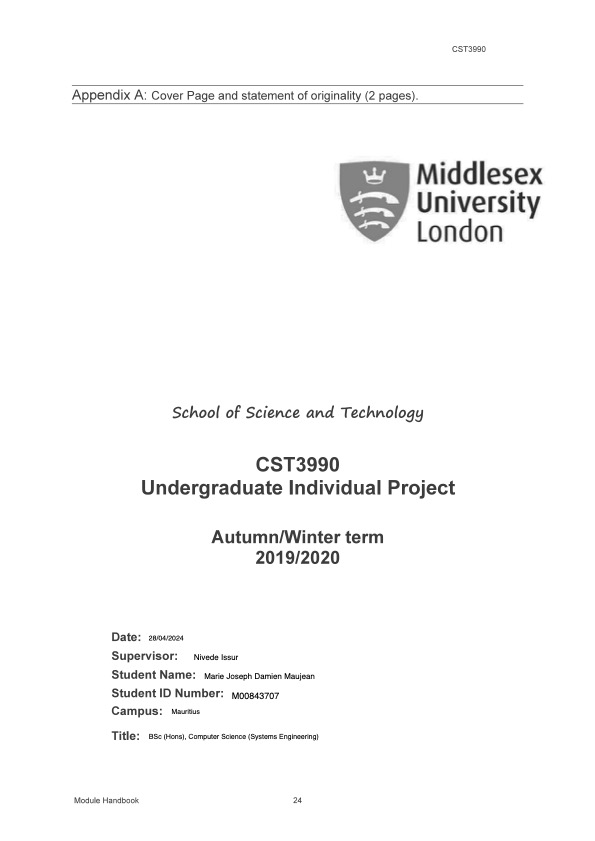 CST3990
Appendix A: Cover Page and statement of originality (2 pages).
Middlesex
University
London
School of Science and Technology
CST3990
Undergraduate Individual Project
Autumn/Winter term
2019/2020
Date: 28/04/2024
Supervisor: Nivede Issur
Student Name: Marie Joseph Damien Maujean
Student ID Number: M00843707
Campus: Mauritius
Title: BSc (Hons), Computer Science (Systems Engineering)
Module Handbook 24